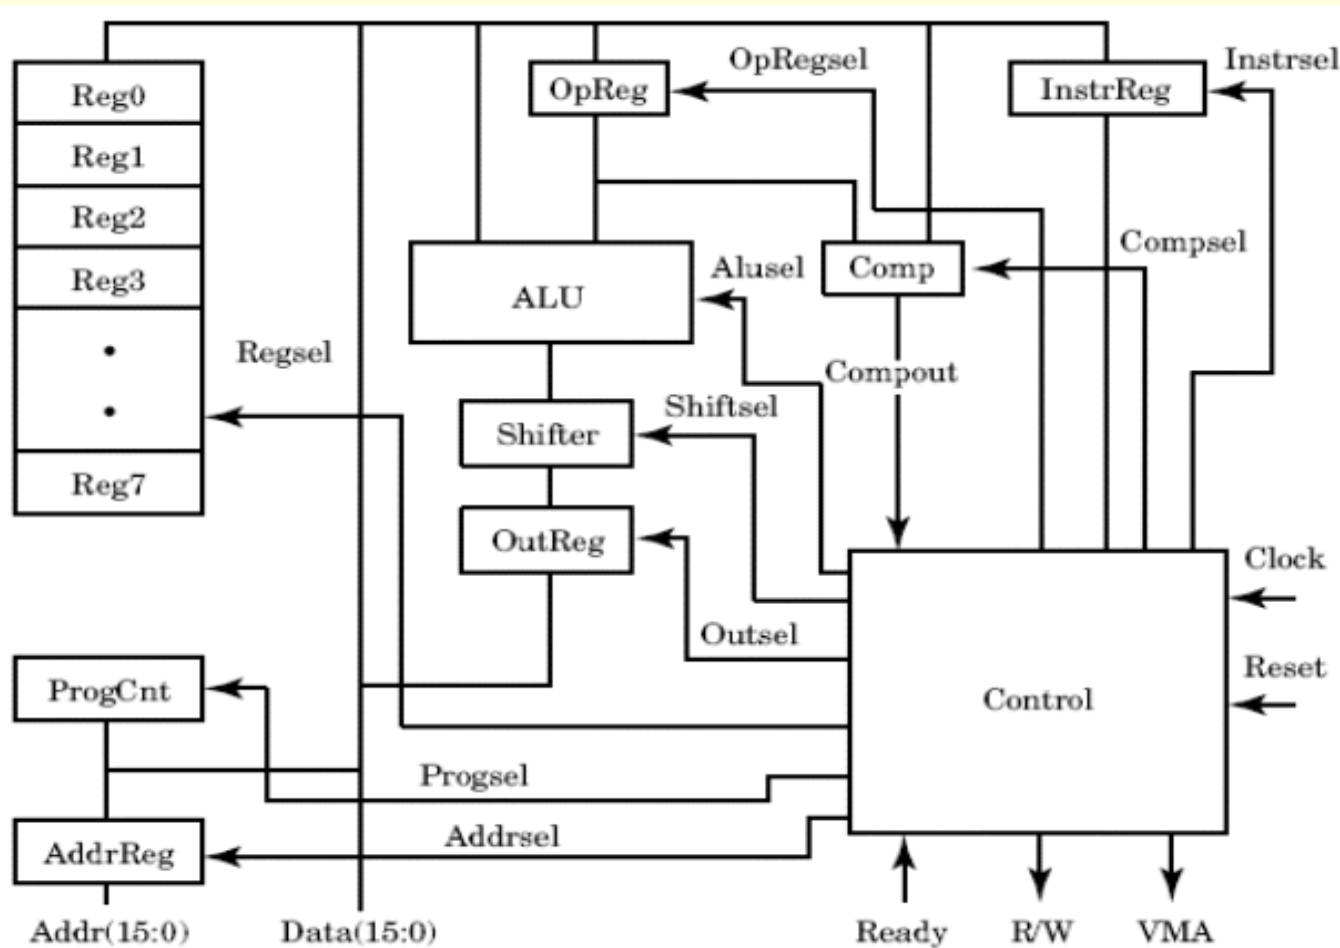 OpRegsel
Instrsel
Reg0
OpReg
InstrReg
Reg1
Reg2
Compsel
Reg3
ALU
Alusel
Comp
Regsel
Compout
Shiftsel
Shifter
Reg7
OutReg
Clock
Outsel
Reset
ProgCnt
Control
Progsel
Addrsel
AddrReg
Addr(15:0)
Data(15:0)
Ready
R/W
VMA